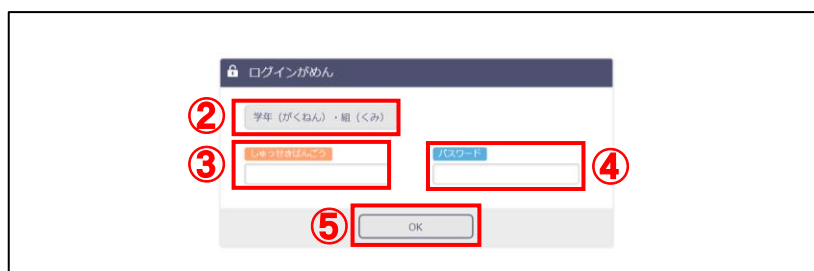 ログインがめん
② 学年（がくねん）・組（くみ）
③ しゅっせきばんごう
パスワード ④
⑤ OK